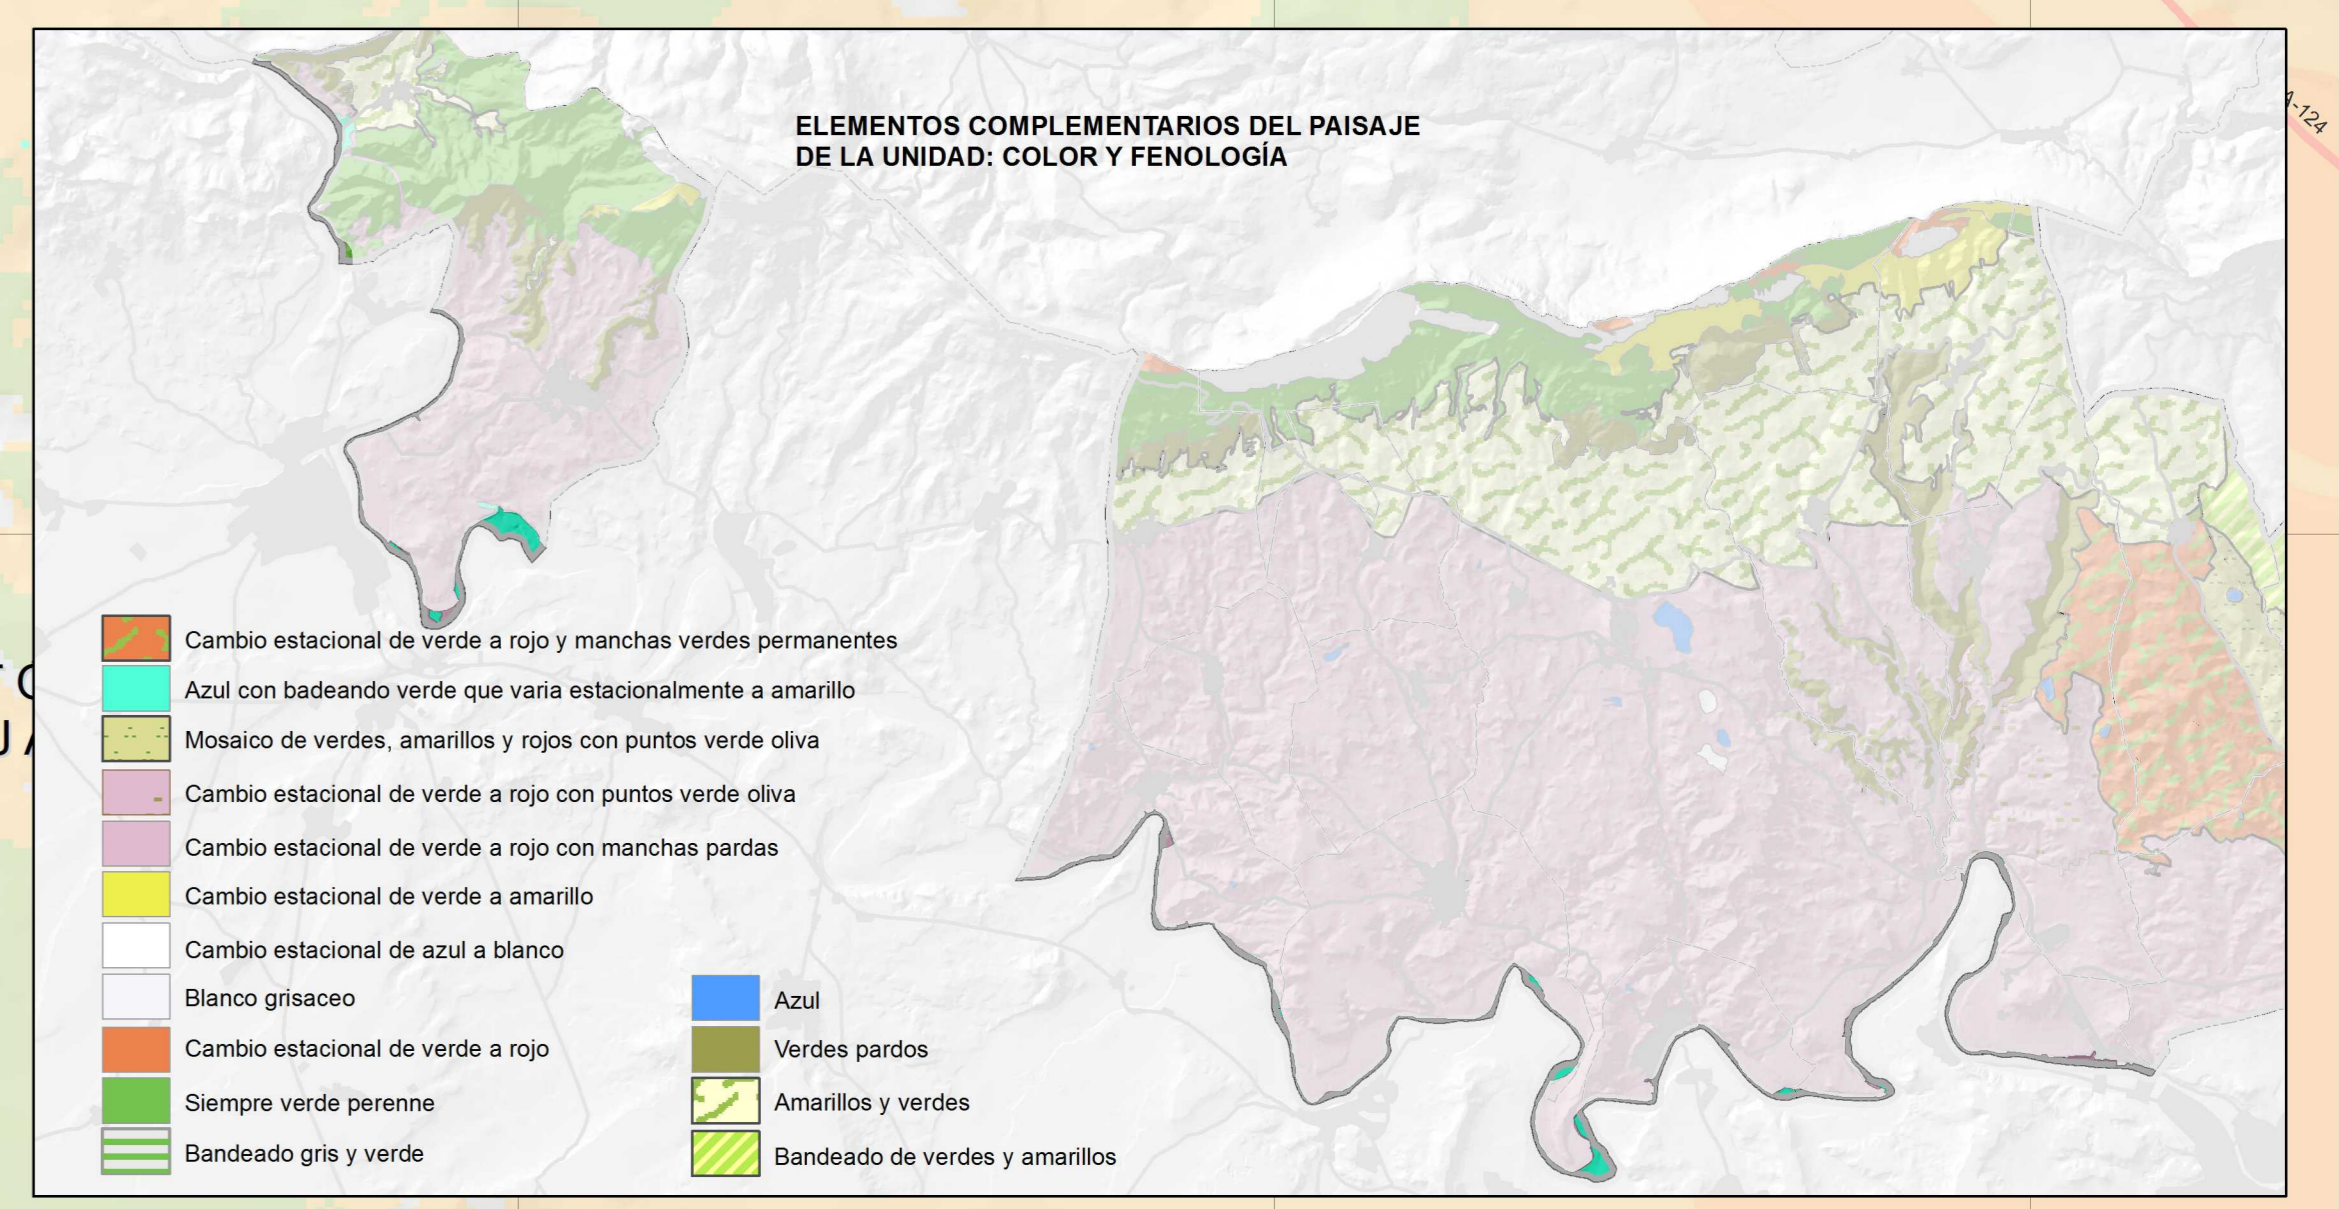 A-124
ELEMENTOS COMPLEMENTARIOS DEL PAISAJE
DE LA UNIDAD: COLOR Y FENOLOGÍA
Cambio estacional de verde a rojo y manchas verdes permanentes
Azul con badeando verde que varia estacionalmente a amarillo
Mosaico de verdes, amarillos y rojos con puntos verde oliva
Cambio estacional de verde a rojo con puntos verde oliva
Cambio estacional de verde a rojo con manchas pardas
Cambio estacional de verde a amarillo
Cambio estacional de azul a blanco
Blanco grisaceo
Cambio estacional de verde a rojo
Siempre verde perenne
Bandeado gris y verde
Azul
Verdes pardos
Amarillos y verdes
Bandeado de verdes y amarillos